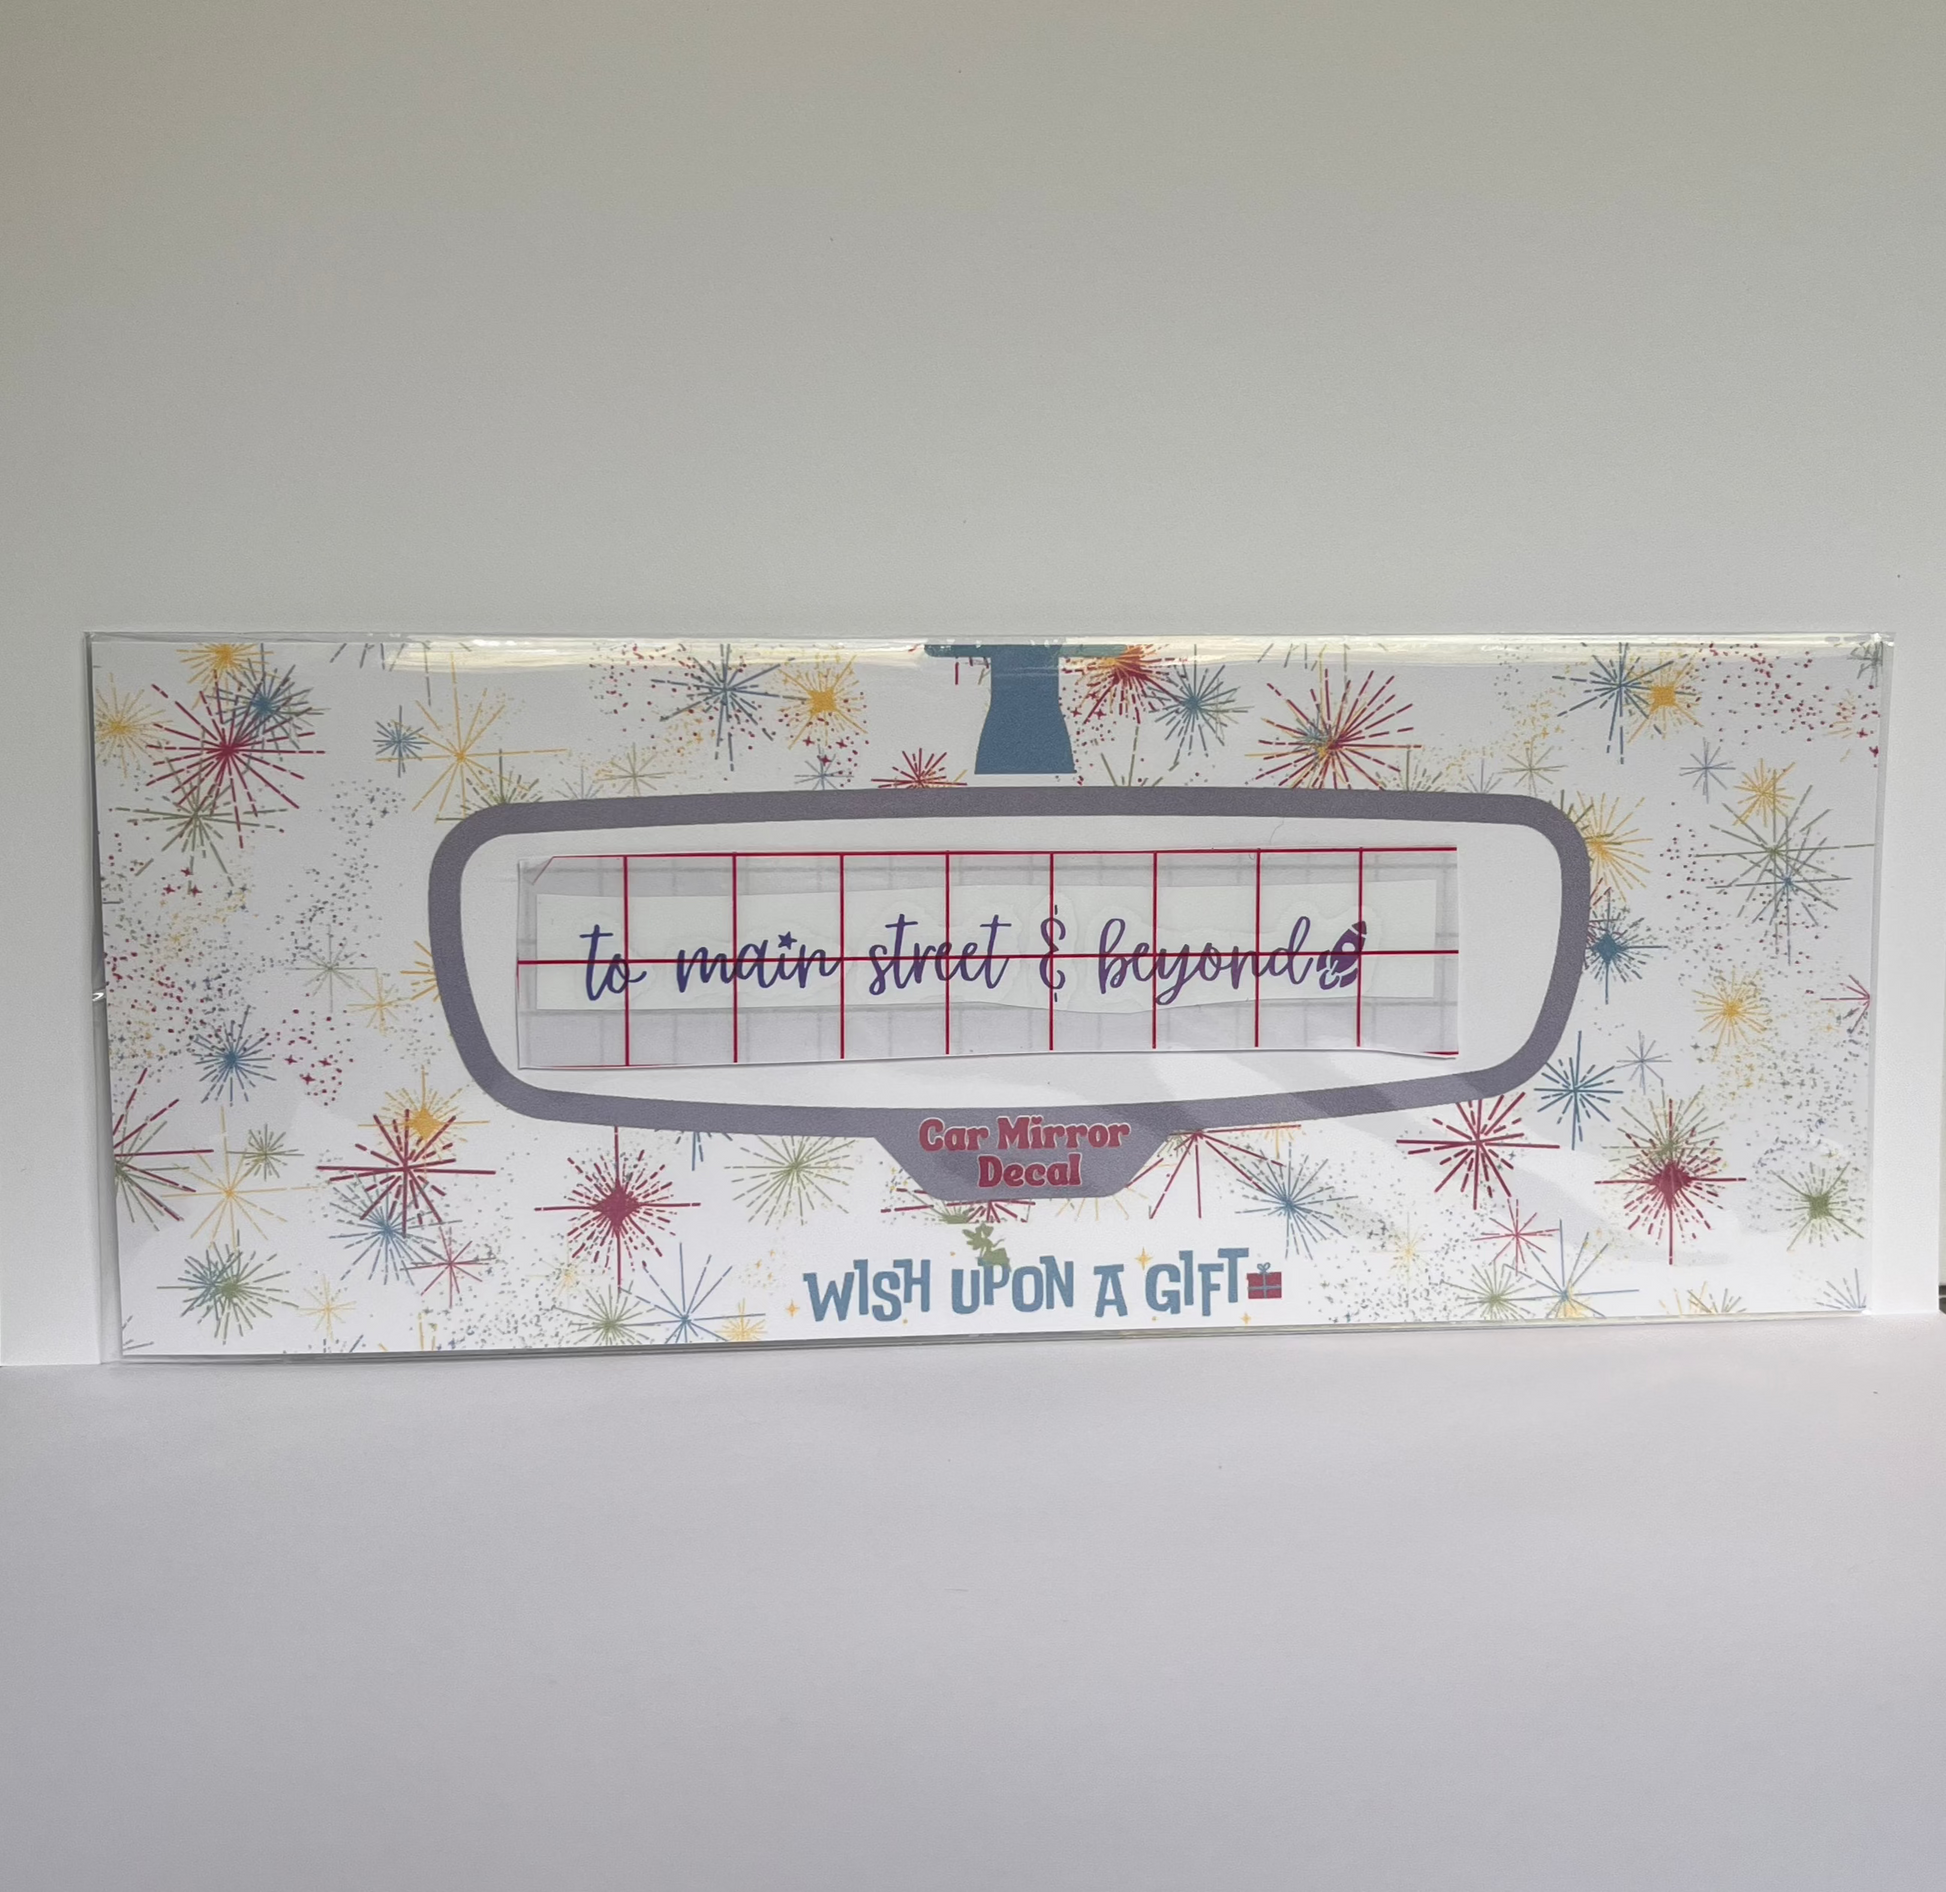 to main street & beyond
Car Mirror
Decal
WISH UPON A GIFT